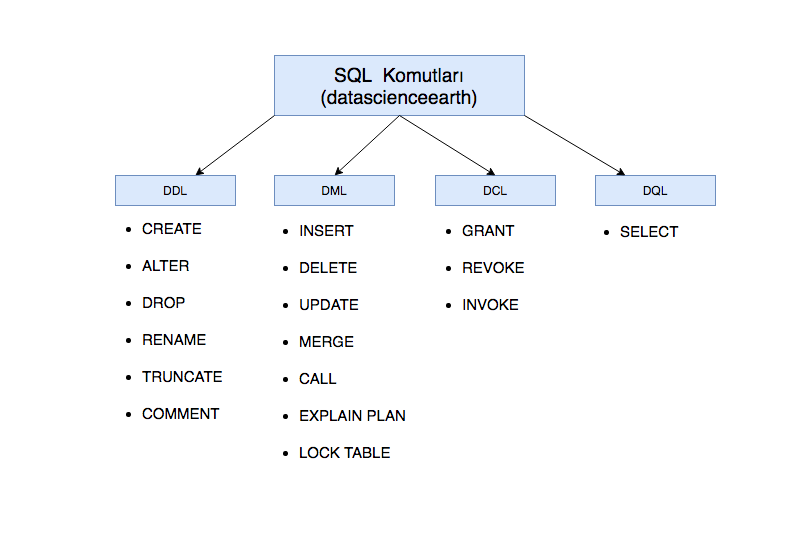 SQL Komutları
(datascienceearth)
DDL
CREATE
ALTER
DROP
RENAME
TRUNCATE
COMMENT
DML
INSERT
DELETE
UPDATE
MERGE
CALL
EXPLAIN PLAN
LOCK TABLE
DCL
GRANT
REVOKE
INVOKE
DQL
SELECT